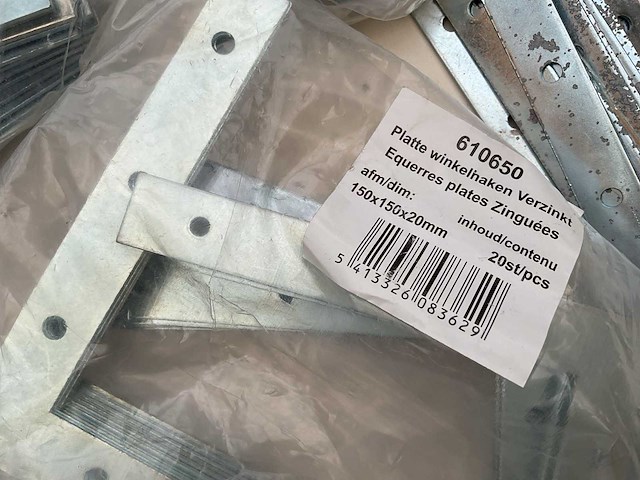 610650
Platte winkelhaken Verzinkt
Equerres plates Zinguées
afm/dim:
150x150x20mm
inhoud/contenu
20st/pcs
5 413326 083629